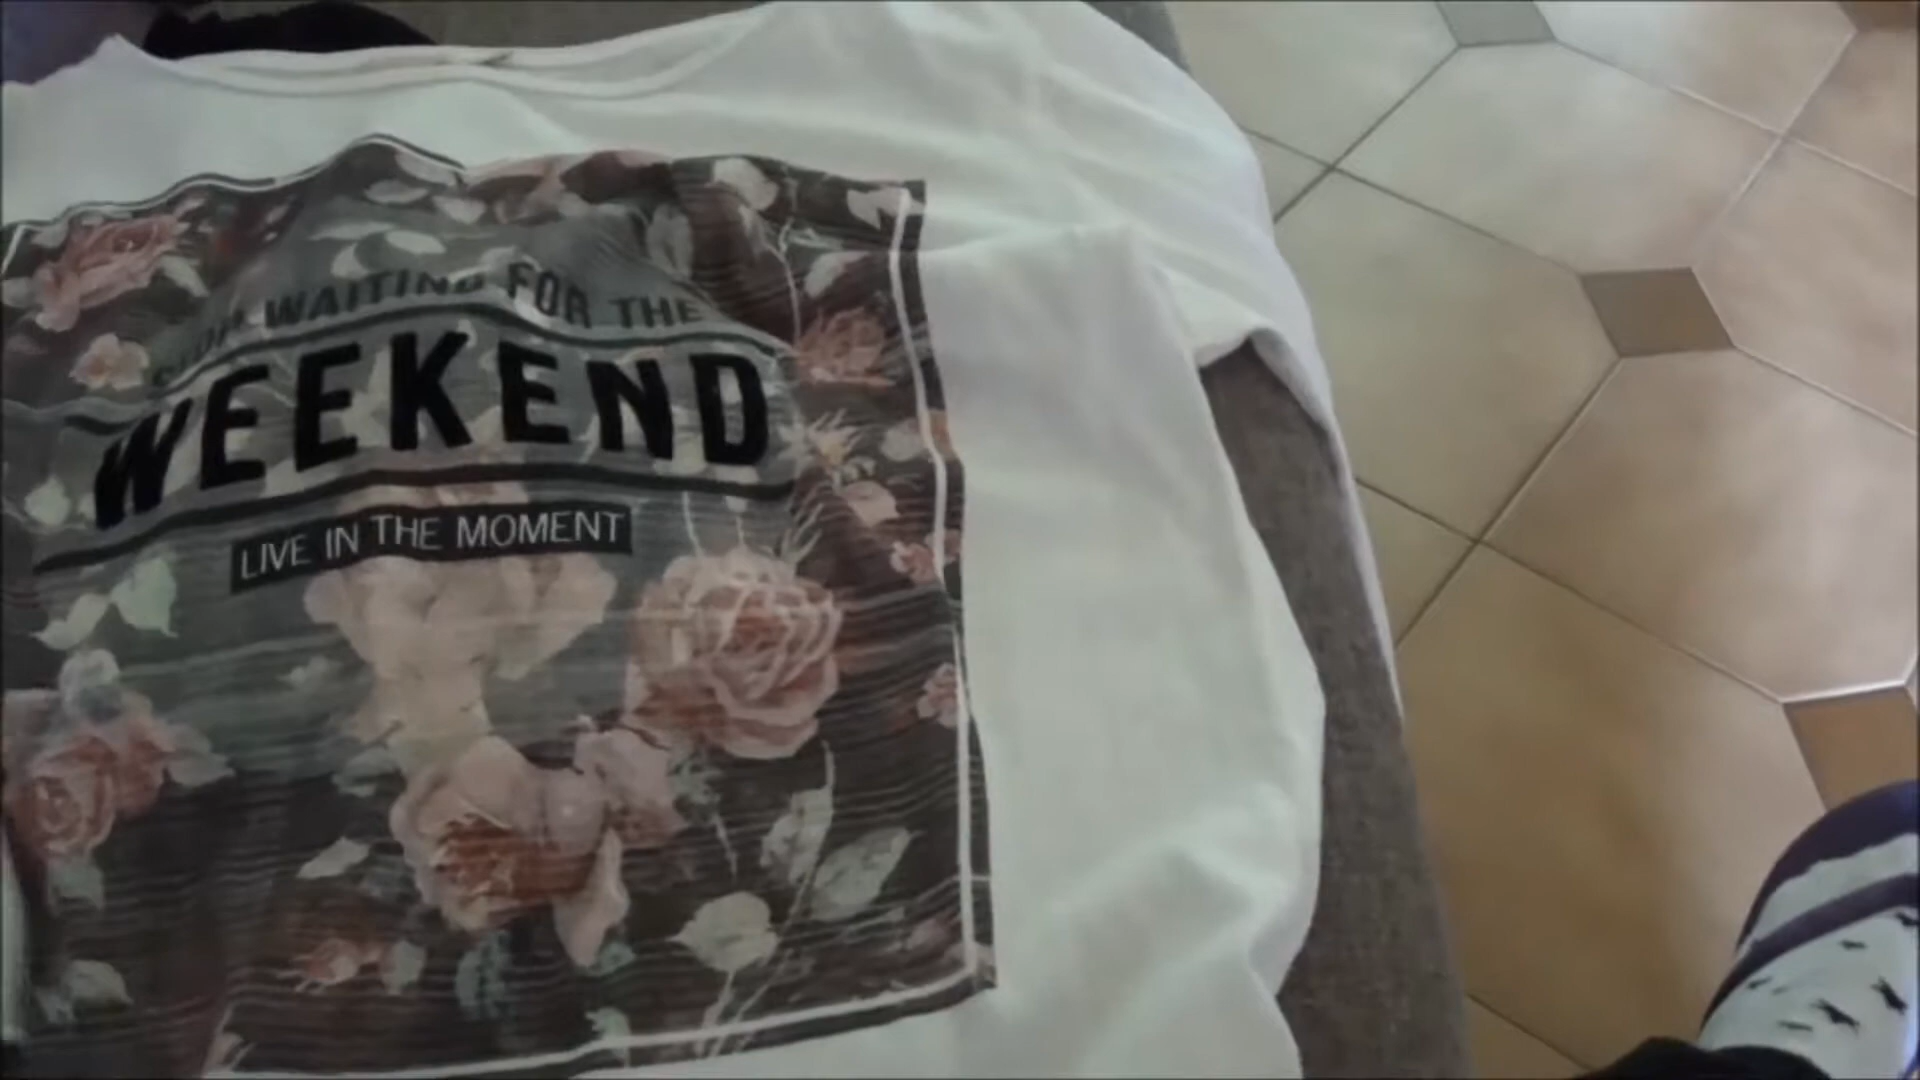 WAITING FOR THE
WEEKEND
LIVE IN THE MOMENT